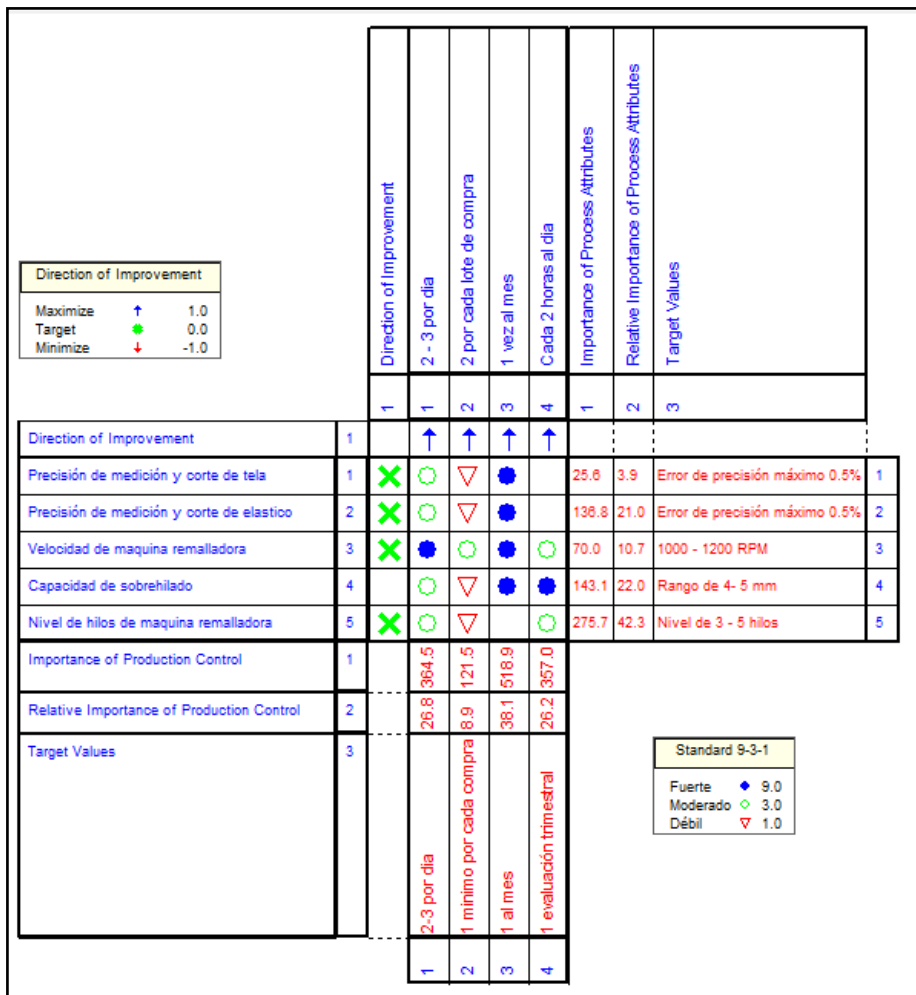 Direction of Improvement
2 - 3 por dia
2 por cada lote de compra
1 vez al mes
Cada 2 horas al dia
Importance of Process Attributes
Relative Importance of Process Attributes
Target Values
Direction of Improvement
Maximize 1.0
Target 0.0
Minimize -1.0
1 1 2 3 4 1 2 3
Direction of Improvement 1
Precisión de medición y corte de tela 1 25.6 3.9 Error de precisión máximo 0.5% 1
Precisión de medición y corte de elastico 2 136.8 21.0 Error de precisión máximo 0.5% 2
Velocidad de maquina remalladora 3 70.0 10.7 1000 - 1200 RPM 3
Capacidad de sobrehilado 4 143.1 22.0 Rango de 4- 5 mm 4
Nivel de hilos de maquina remalladora 5 275.7 42.3 Nivel de 3 - 5 hilos 5
Importance of Production Control 1 364.5 121.5 518.9 357.0
Relative Importance of Production Control 2 26.8 8.9 38.1 26.2
Target Values 3
2-3 por dia
1 minimo por cada compra
1 al mes
1 evaluación trimestral
1 2 3 4
Standard 9-3-1
Fuerte 9.0
Moderado 3.0
Débil 1.0